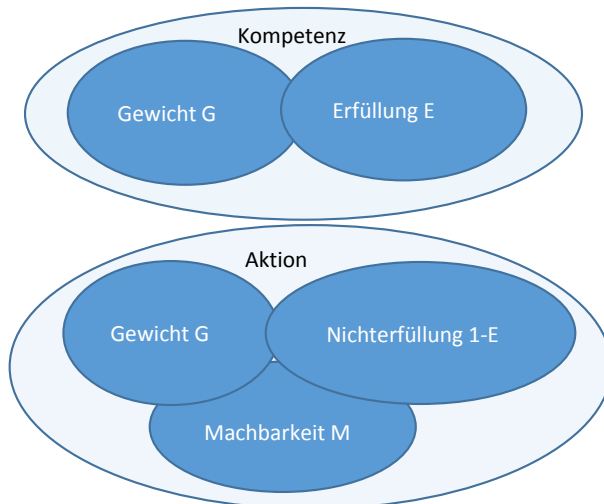 Kompetenz
Gewicht G
Erfüllung E
Aktion
Gewicht G
Nichterfüllung 1-E
Machbarkeit M